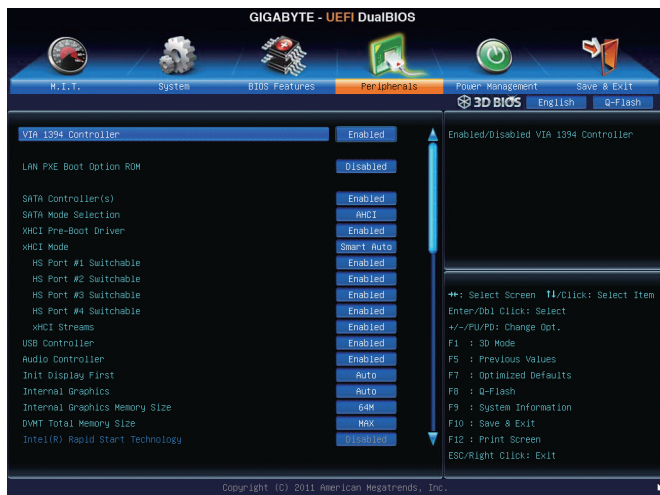 GIGABYTE - UEFI DualBIOS
M.I.T.
System
BIOS Features
Peripherals
Power Management
Save & Exit
3D BIOS
English
Q-Flash
VIA 1394 Controller Enabled
LAN PXE Boot Option ROM Disabled
SATA Controller(s) Enabled
SATA Mode Selection AHCI
XHCI Pre-Boot Driver Enabled
xHCI Mode Smart Auto
HS Port #1 Switchable Enabled
HS Port #2 Switchable Enabled
HS Port #3 Switchable Enabled
HS Port #4 Switchable Enabled
xHCI Streams Enabled
USB Controller Enabled
Audio Controller Enabled
Init Display First Auto
Internal Graphics Auto
Internal Graphics Memory Size 64M
DVMT Total Memory Size MAX
Intel(R) Rapid Start Technology Disabled
Enabled/Disabled VIA 1394 Controller
→←: Select Screen ↑↓/Click: Select Item
Enter/Dbl Click: Select
+/-/PU/PD: Change Opt.
F1 : 3D Mode
F5 : Previous Values
F7 : Optimized Defaults
F8 : Q-Flash
F9 : System Information
F10 : Save & Exit
F12 : Print Screen
ESC/Right Click: Exit
Copyright (C) 2011 American Megatrends, Inc.